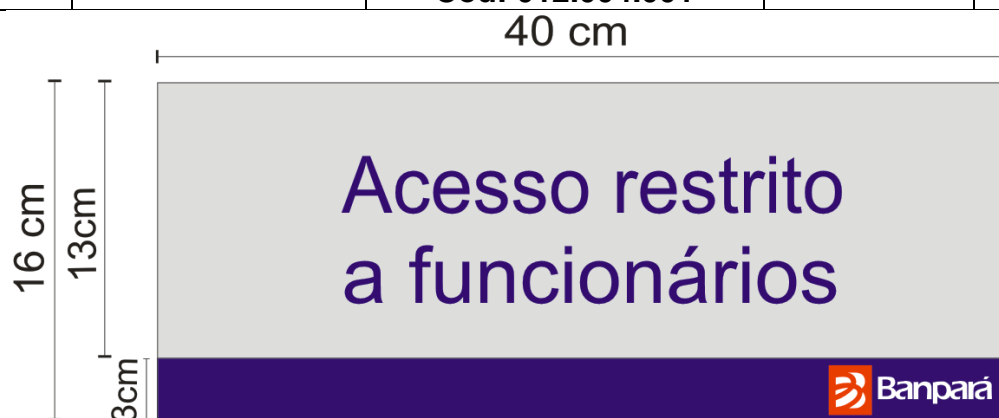 40 cm
16 cm
13cm
Acesso restrito
a funcionários
3cm
Banpará